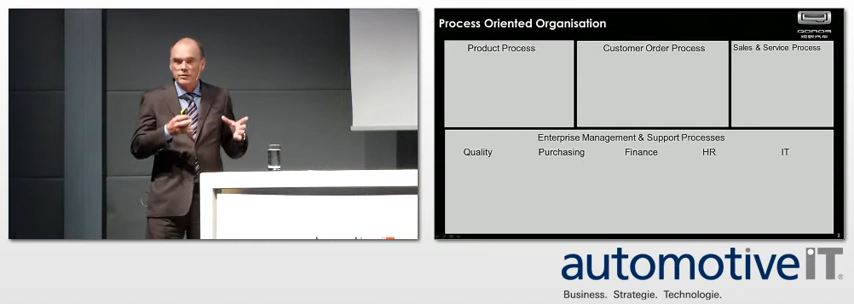 Process Oriented Organisation
QOROS
Product Process
Customer Order Process
Sales & Service Process
Enterprise Management & Support Processes
Quality
Purchasing
Finance
HR
IT
automotiveiT
Business. Strategie. Technologie.